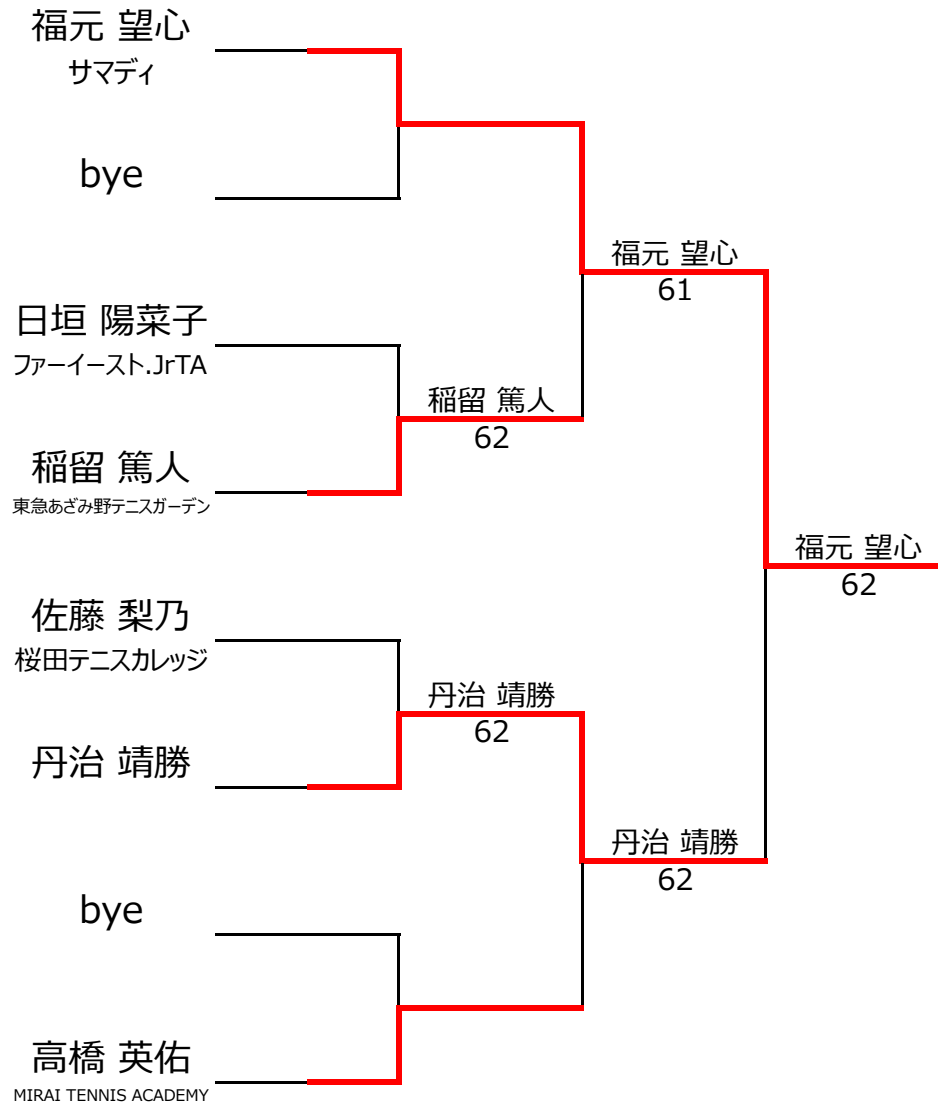 福元 望心
サマディ
bye
日垣 陽菜子
ファーイースト.JrTA
稲留 篤人
東急あざみ野テニスガーデン
佐藤 梨乃
桜田テニスカレッジ
丹治 靖勝
bye
高橋 英佑
MIRAI TENNIS ACADEMY
稲留 篤人
62
丹治 靖勝
62
福元 望心
61
丹治 靖勝
62
福元 望心
62